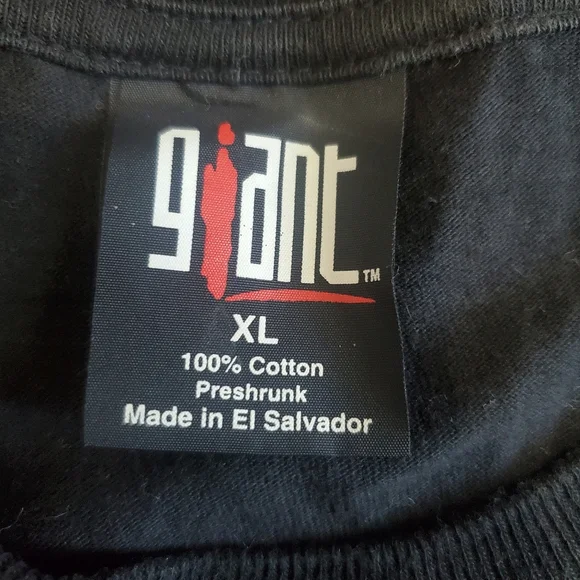 giant™
XL
100% Cotton
Preshrunk
Made in El Salvador